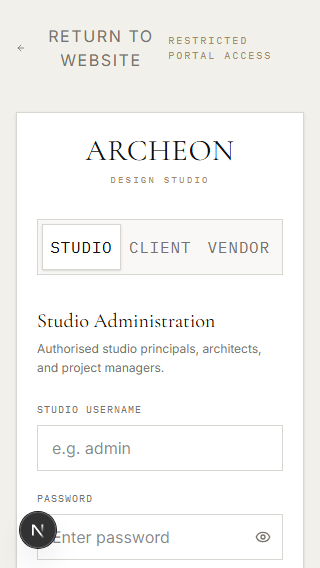 ← RETURN TO
WEBSITE
RESTRICTED
PORTAL ACCESS
ARCHEON
DESIGN STUDIO
STUDIO CLIENT VENDOR
Studio Administration
Authorised studio principals, architects,
and project managers.
STUDIO USERNAME
e.g. admin
PASSWORD
N
Enter password